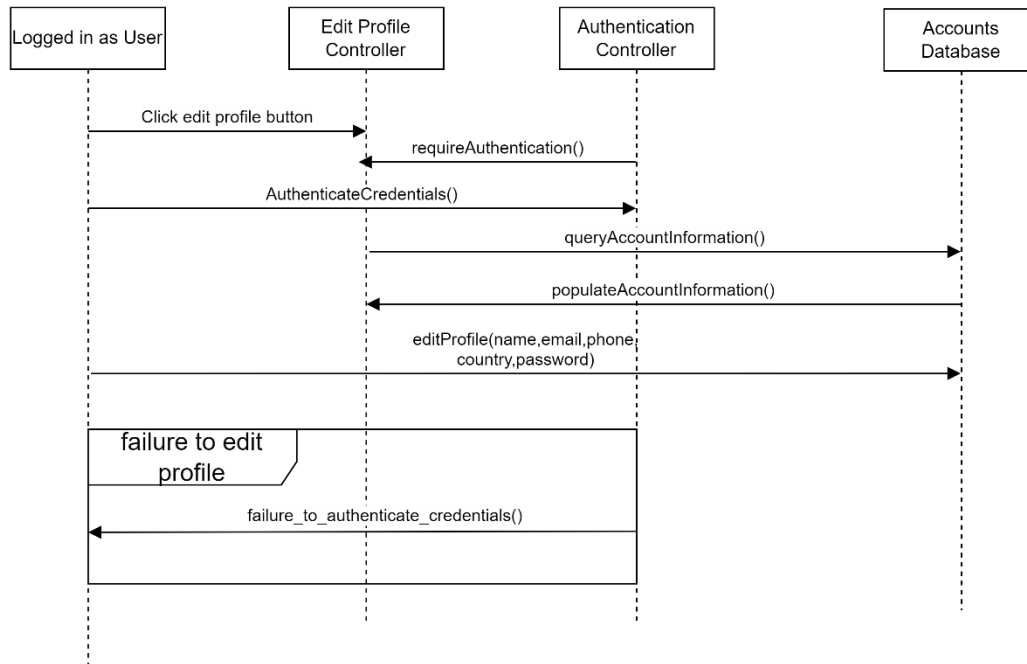 Logged in as User
Edit Profile
Controller
Authentication
Controller
Accounts
Database
Click edit profile button
requireAuthentication()
AuthenticateCredentials()
queryAccountInformation()
populateAccountInformation()
editProfile(name,email,phone,
country,password)
failure to edit
profile
failure_to_authenticate_credentials()